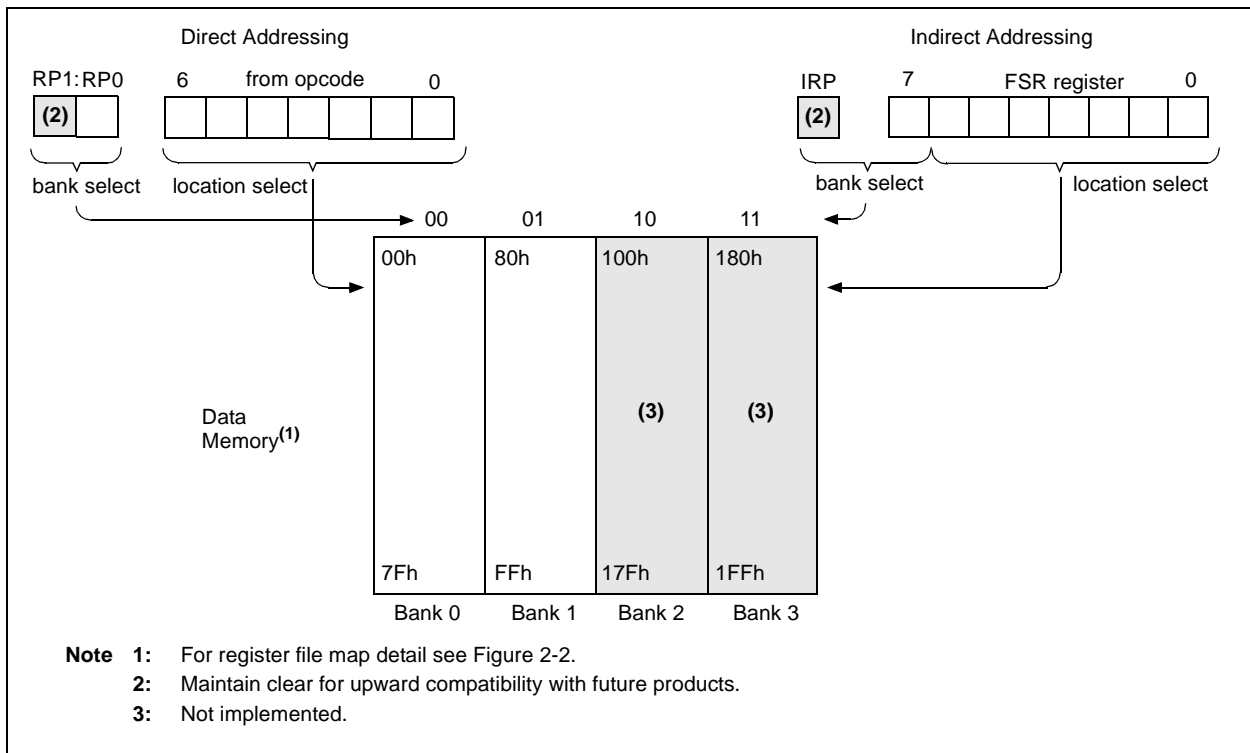 Direct Addressing
Indirect Addressing
RP1:RP0 6 from opcode 0
IRP 7 FSR register 0
(2)
(2)
bank select location select
bank select location select
00 01 10 11
00h 80h 100h 180h
(3) (3)
Data
Memory(1)
7Fh FFh 17Fh 1FFh
Bank 0 Bank 1 Bank 2 Bank 3
Note 1: For register file map detail see Figure 2-2.
2: Maintain clear for upward compatibility with future products.
3: Not implemented.